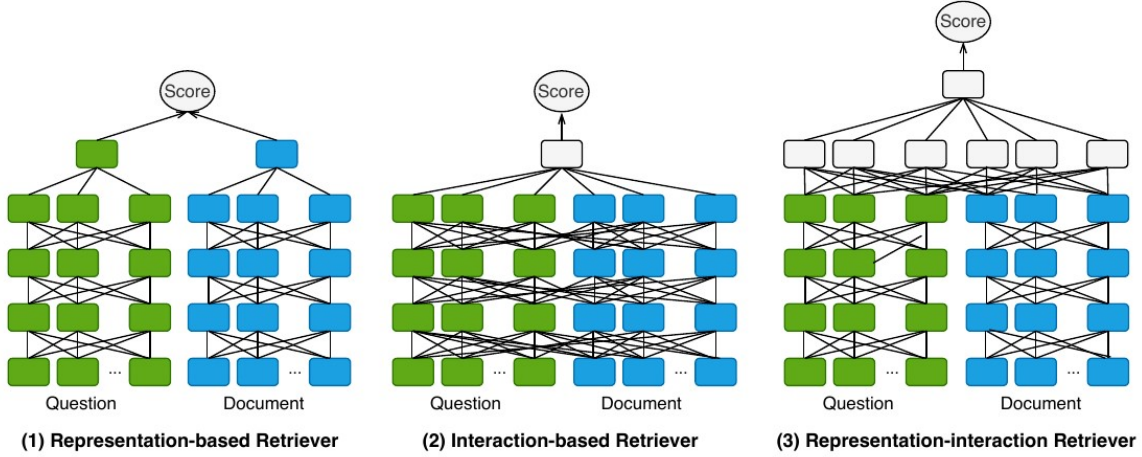 Score
Score
Score
... ...
... ...
... ...
Question Document
Question Document
Question Document
(1) Representation-based Retriever
(2) Interaction-based Retriever
(3) Representation-interaction Retriever